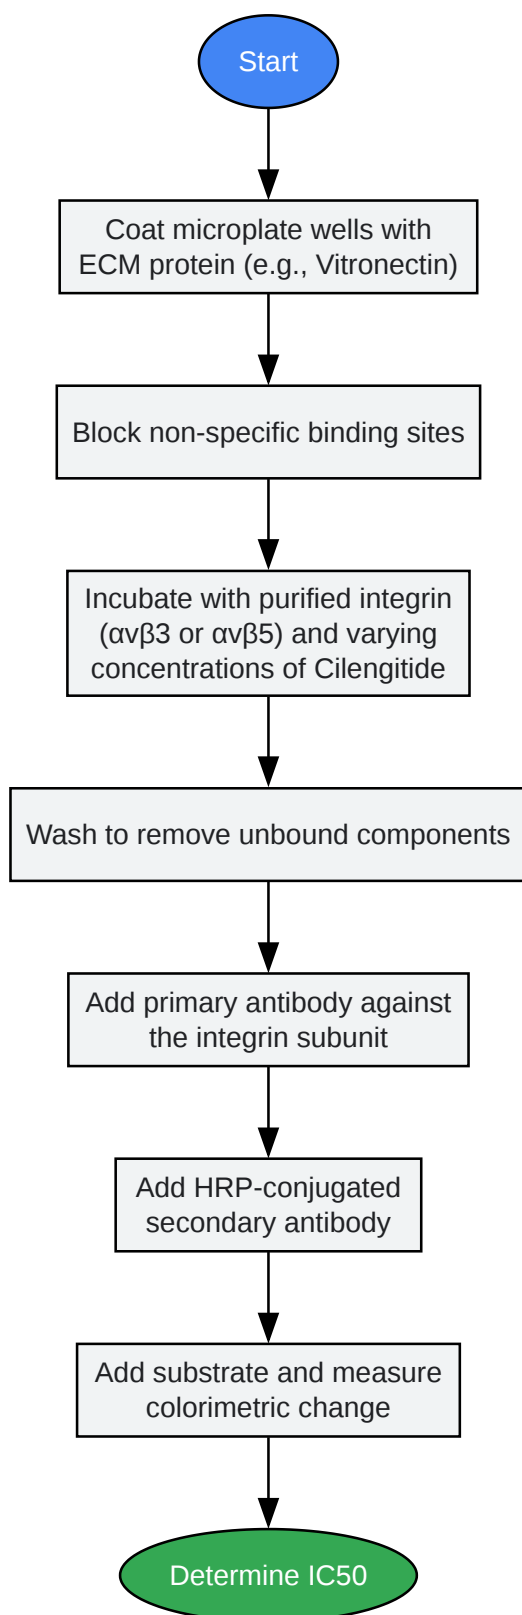 Start
Coat microplate wells with
ECM protein (e.g., Vitronectin)
Block non-specific binding sites
Incubate with purified integrin
(αvβ3 or αvβ5) and varying
concentrations of Cilengitide
Wash to remove unbound components
Add primary antibody against
the integrin subunit
Add HRP-conjugated
secondary antibody
Add substrate and measure
colorimetric change
Determine IC50